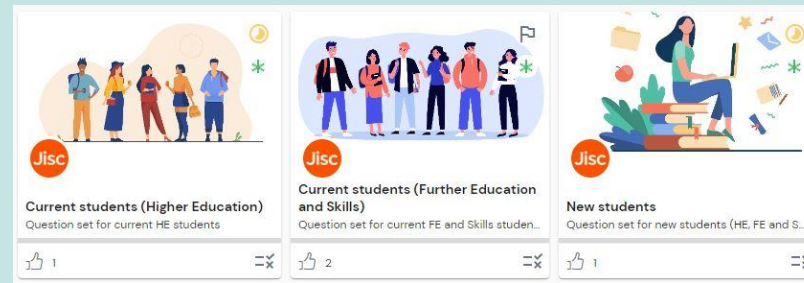 Jisc
Current students (Higher Education)
Question set for current HE students
1
Jisc
Current students (Further Education
and Skills)
Question set for current FE and Skills studen...
2
Jisc
New students
Question set for new students (HE, FE and S...
1